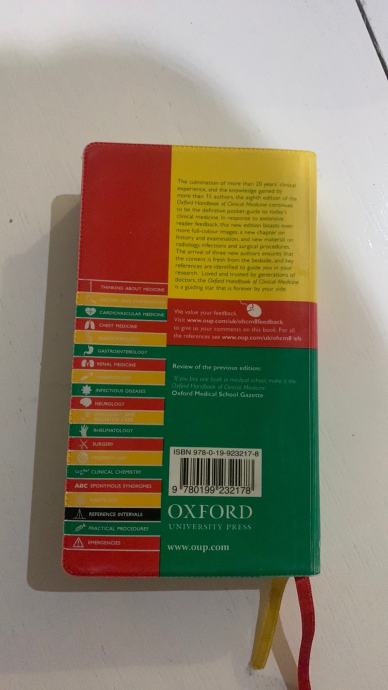 The culmination of more than 20 years' clinical
experience, and the knowledge gained by
more than 15 authors, the eighth edition of the
Oxford Handbook of Clinical Medicine continues
to be the definitive pocket guide to today's
clinical medicine. In response to extensive
reader feedback, this new edition boasts even
more full-colour images, a new chapter on
history and examination, and new material on
radiology, infections and surgical procedures.
The arrival of three new authors ensures that
the content is fresh from the bedside, and key
references are identified to guide you in your
research. Loved and trusted by generations of
doctors, the Oxford Handbook of Clinical Medicine
is a guiding star that is forever by your side.
We value your feedback.
Visit www.oup.com/uk/ohcm8feedback
to give us your comments on this book. For all
the references see www.oup.com/uk
Review of the previous edition:
'If you buy one book in medical school, make it the
Oxford Handbook of Clinical Medicine'
Oxford Medical School Gazette
THINKING ABOUT MEDICINE
CARDIOVASCULAR MEDICINE
CHEST MEDICINE
GASTROENTEROLOGY
RENAL MEDICINE
INFECTIOUS DISEASES
NEUROLOGY
RHEUMATOLOGY
SURGERY
CLINICAL CHEMISTRY
ABC EPONYMOUS SYNDROMES
REFERENCE INTERVALS
PRACTICAL PROCEDURES
EMERGENCIES
ISBN 978-0-19-923217-8
9 780199 232178
OXFORD
UNIVERSITY PRESS
www.oup.com